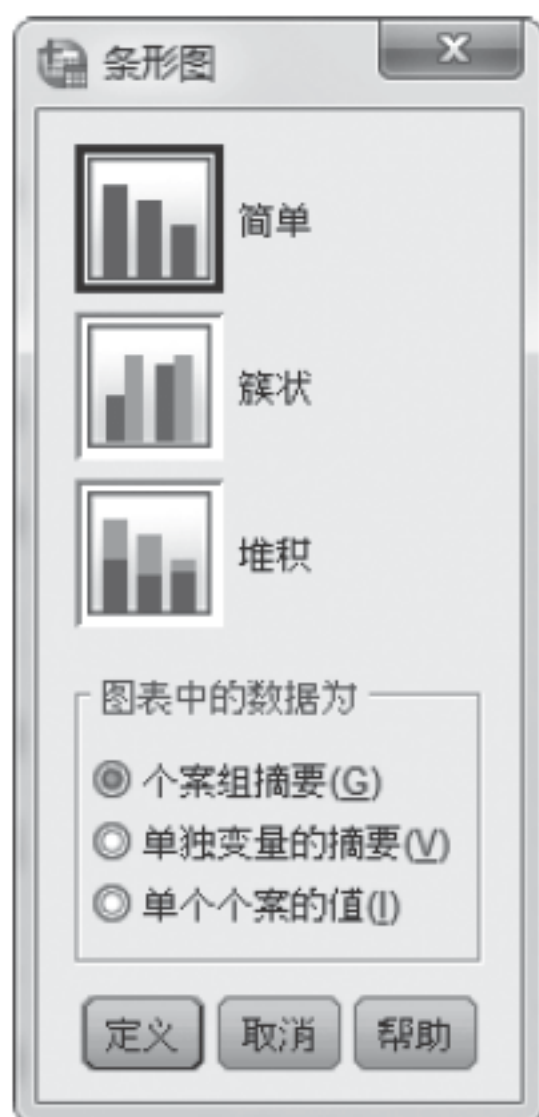 条形图
简单
簇状
堆积
图表中的数据为
个案组摘要(G)
单独变量的摘要(V)
单个个案的值(I)
定义 取消 帮助